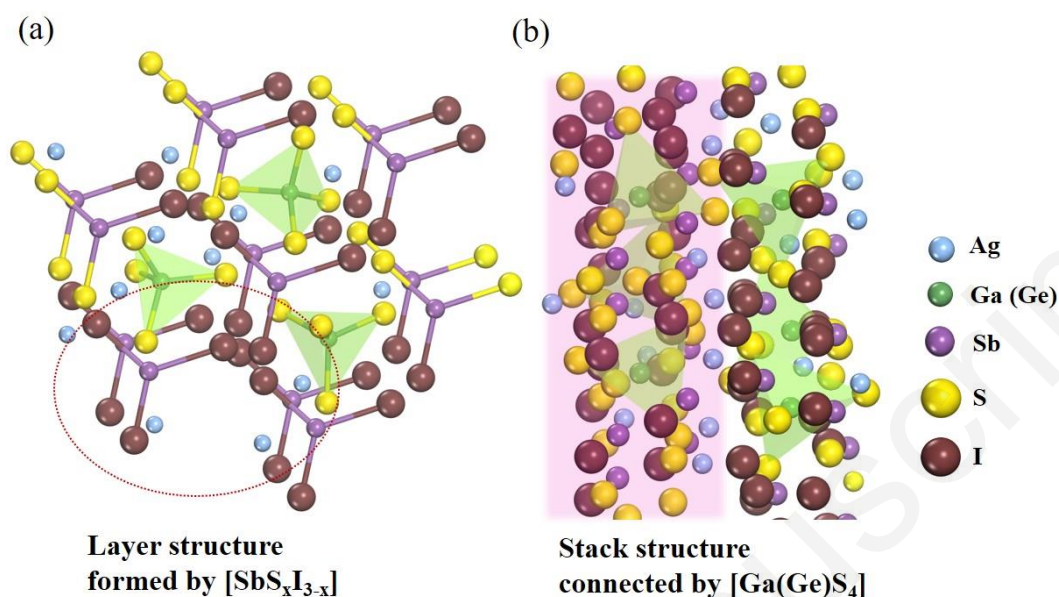 (a)
(b)
Ag
Ga (Ge)
Sb
S
I
Layer structure
formed by [SbSₓI₃₋ₓ]
Stack structure
connected by [Ga(Ge)S₄]